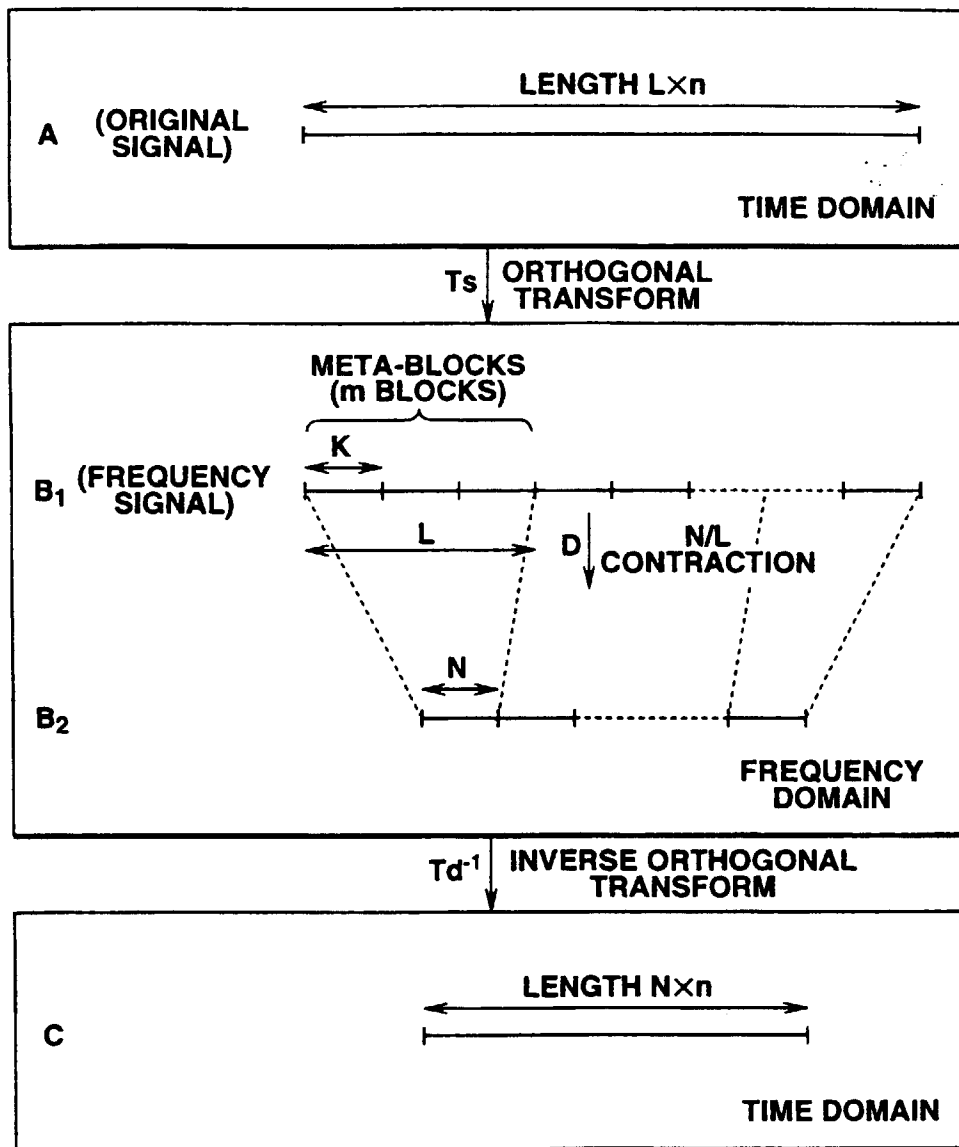 LENGTH L×n
A (ORIGINAL
SIGNAL)
TIME DOMAIN
Ts ORTHOGONAL
TRANSFORM
META-BLOCKS
(m BLOCKS)
K
B₁ (FREQUENCY
SIGNAL)
L
D N/L
CONTRACTION
N
B₂
FREQUENCY
DOMAIN
Td⁻¹ INVERSE ORTHOGONAL
TRANSFORM
LENGTH N×n
C
TIME DOMAIN